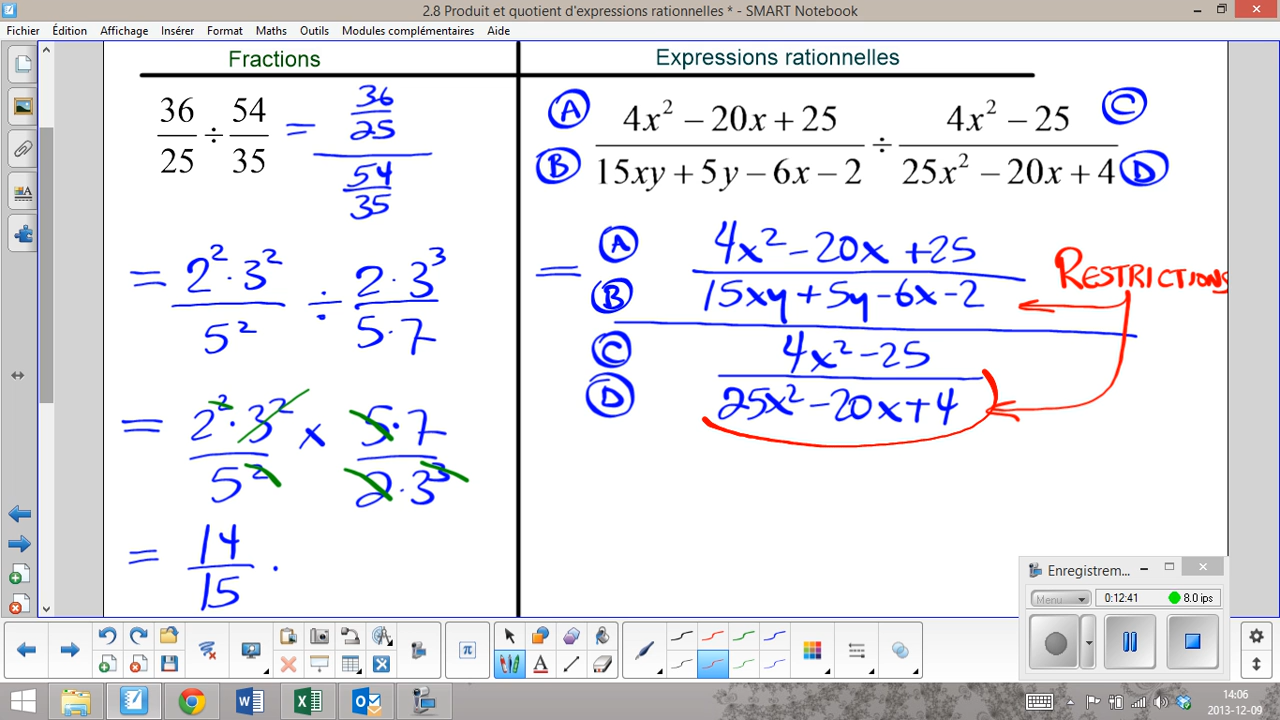 2.8 Produit et quotient d'expressions rationnelles * - SMART Notebook
Fichier Édition Affichage Insérer Format Maths Outils Modules complémentaires Aide
Fractions
36/25 ÷ 54/35 = (36/25)/(54/35)
= 2² · 3² / 5² ÷ 2 · 3³ / 5 · 7
= 2² · 3² / 5² × 5 · 7 / 2 · 3³
= 14/15 .
Expressions rationnelles
A 4x² − 20x + 25 4x² − 25 C
÷
B 15xy + 5y − 6x − 2 25x² − 20x + 4 D
A 4x² − 20x + 25
=
B 15xy + 5y − 6x − 2
RESTRICTIONS
C 4x² − 25
D 25x² − 20x + 4
Enregistrem...
Menu 0:12:41 8.0 ips
14:06
2013-12-09